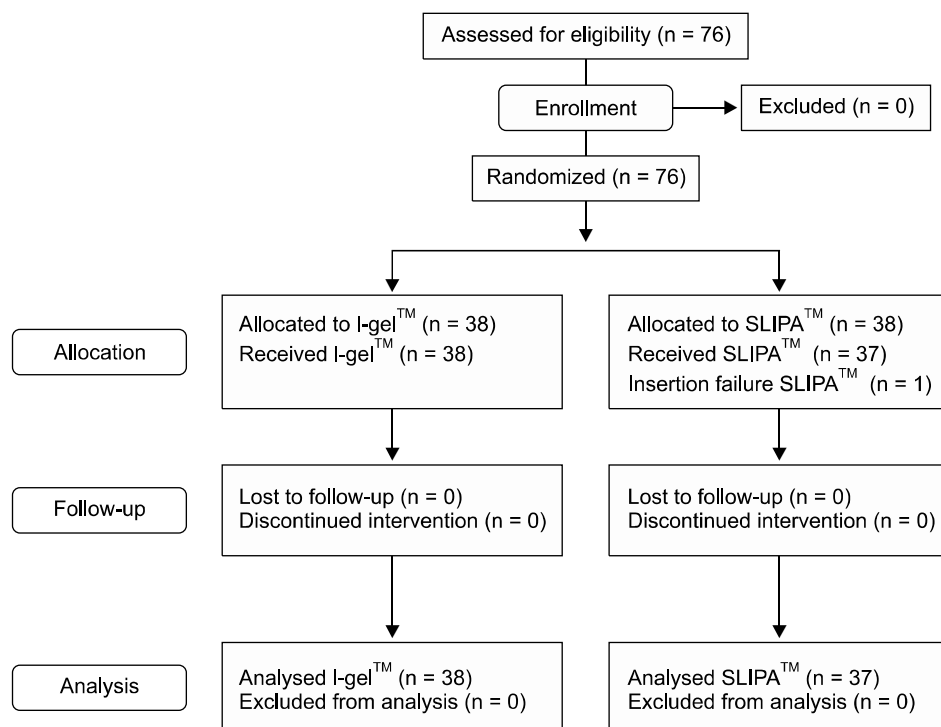 Assessed for eligibility (n = 76)
Enrollment
Excluded (n = 0)
Randomized (n = 76)
Allocation
Allocated to I-gel™ (n = 38)
Received I-gel™ (n = 38)
Allocated to SLIPA™ (n = 38)
Received SLIPA™ (n = 37)
Insertion failure SLIPA™ (n = 1)
Follow-up
Lost to follow-up (n = 0)
Discontinued intervention (n = 0)
Lost to follow-up (n = 0)
Discontinued intervention (n = 0)
Analysis
Analysed I-gel™ (n = 38)
Excluded from analysis (n = 0)
Analysed SLIPA™ (n = 37)
Excluded from analysis (n = 0)